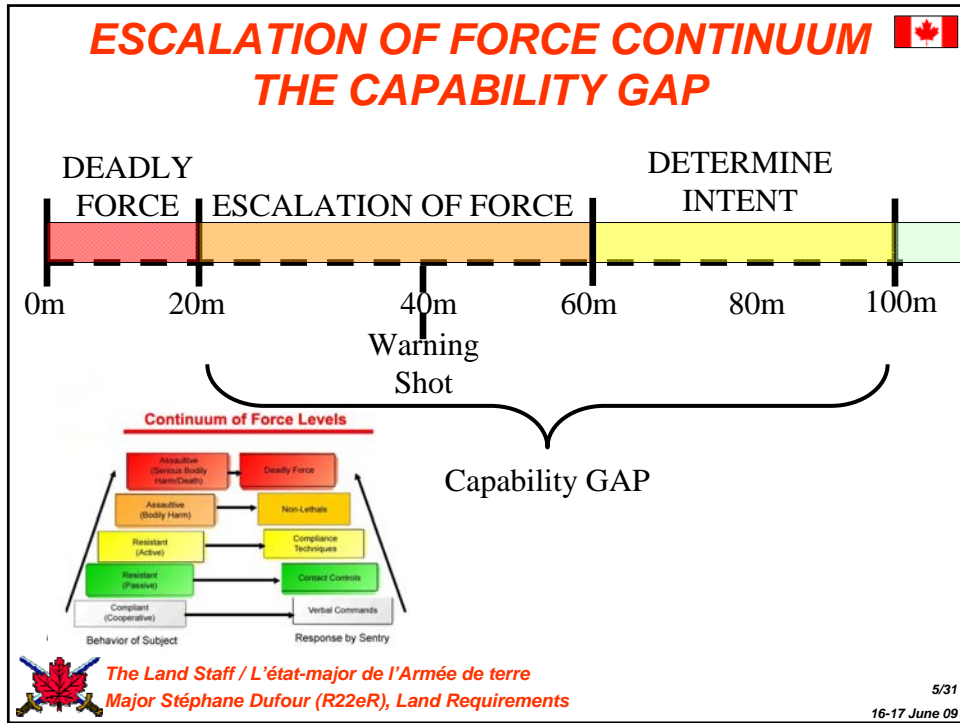 ESCALATION OF FORCE CONTINUUM
THE CAPABILITY GAP
DEADLY
FORCE
ESCALATION OF FORCE
DETERMINE
INTENT
0m 20m 40m 60m 80m 100m
Warning
Shot
Capability GAP
Continuum of Force Levels
Assaultive
(Serious Bodily
Harm/Death)
Deadly Force
Assaultive
(Bodily Harm)
Non-Lethals
Resistant
(Active)
Compliance
Techniques
Resistant
(Passive)
Contact Controls
Compliant
(Cooperative)
Verbal Commands
Behavior of Subject
Response by Sentry
The Land Staff / L'état-major de l'Armée de terre
Major Stéphane Dufour (R22eR), Land Requirements
5/31
16-17 June 09